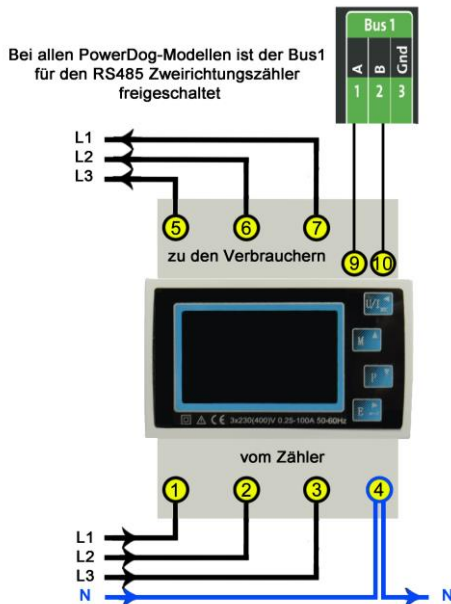 Bus 1
Bei allen PowerDog-Modellen ist der Bus1
für den RS485 Zweirichtungszähler
freigeschaltet
A B Gnd
1 2 3
L1
L2
L3
5 6 7
zu den Verbrauchern
9 10
U/I
M
P
E
3x230(400)V 0.25-100A 50-60Hz
vom Zähler
1 2 3 4
L1
L2
L3
N N